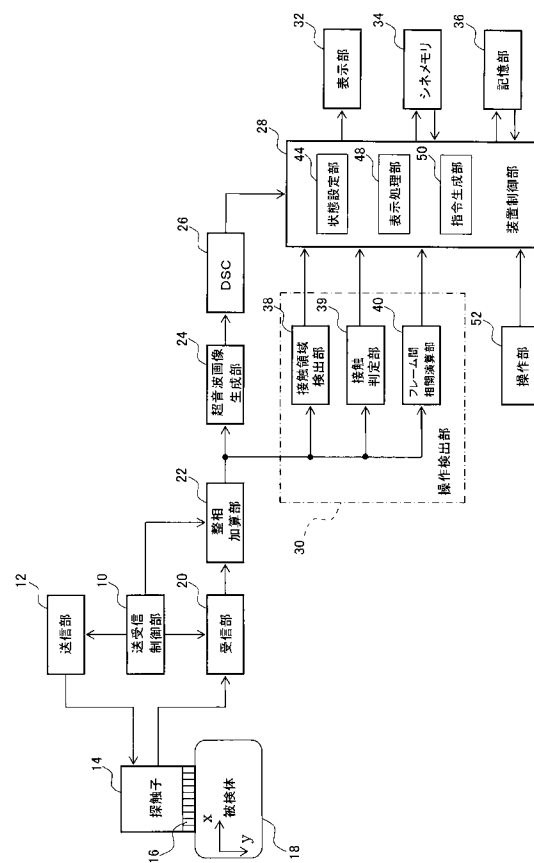 12
送信部
10
送受信
制御部
20
受信部
14
探触子
16
被検体
x
y
18
22
整相
加算部
24
超音波画像
生成部
26
DSC
38
接触領域
検出部
39
接触
判定部
40
フレーム間
相関演算部
操作検出部
30
28
44
状態設定部
48
表示処理部
50
指令生成部
装置制御部
32
表示部
34
シネメモリ
36
記憶部
52
操作部